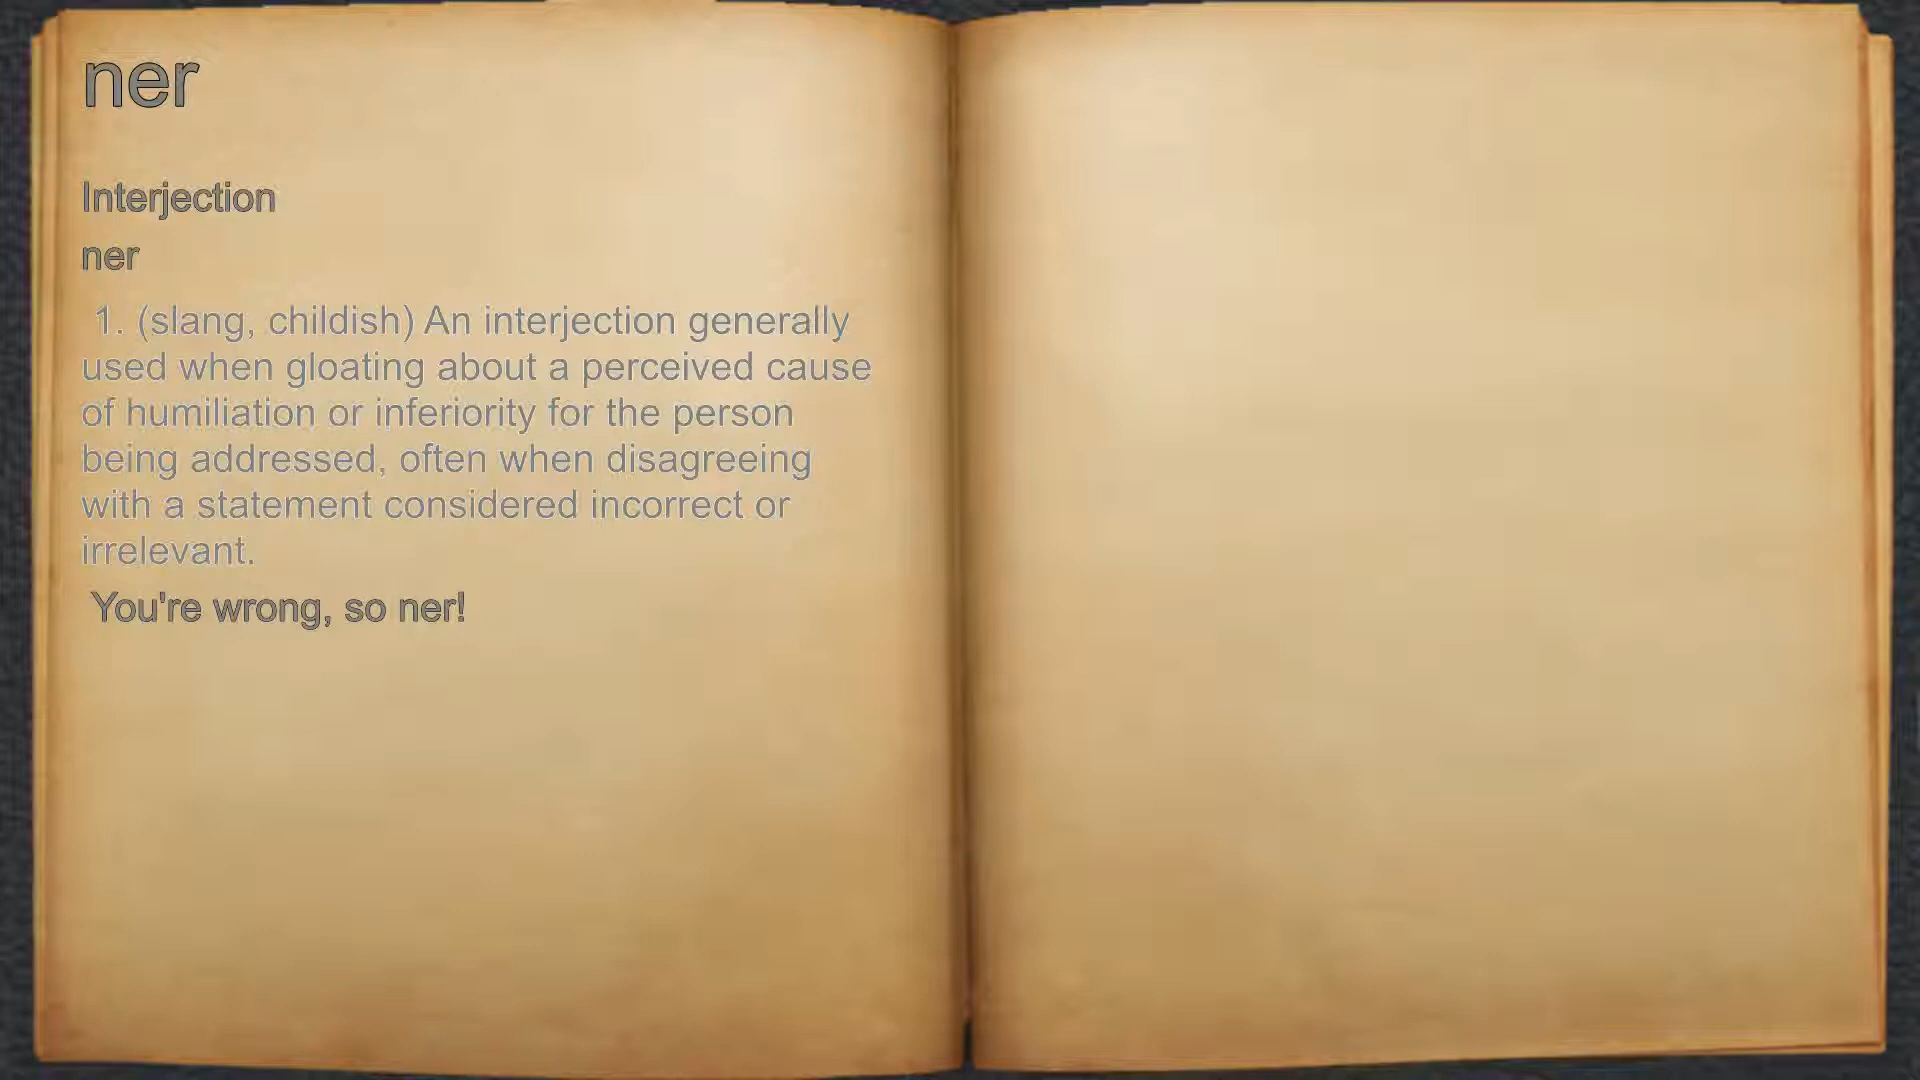 ner
Interjection
ner
1. (slang, childish) An interjection generally
used when gloating about a perceived cause
of humiliation or inferiority for the person
being addressed, often when disagreeing
with a statement considered incorrect or
irrelevant.
You're wrong, so ner!